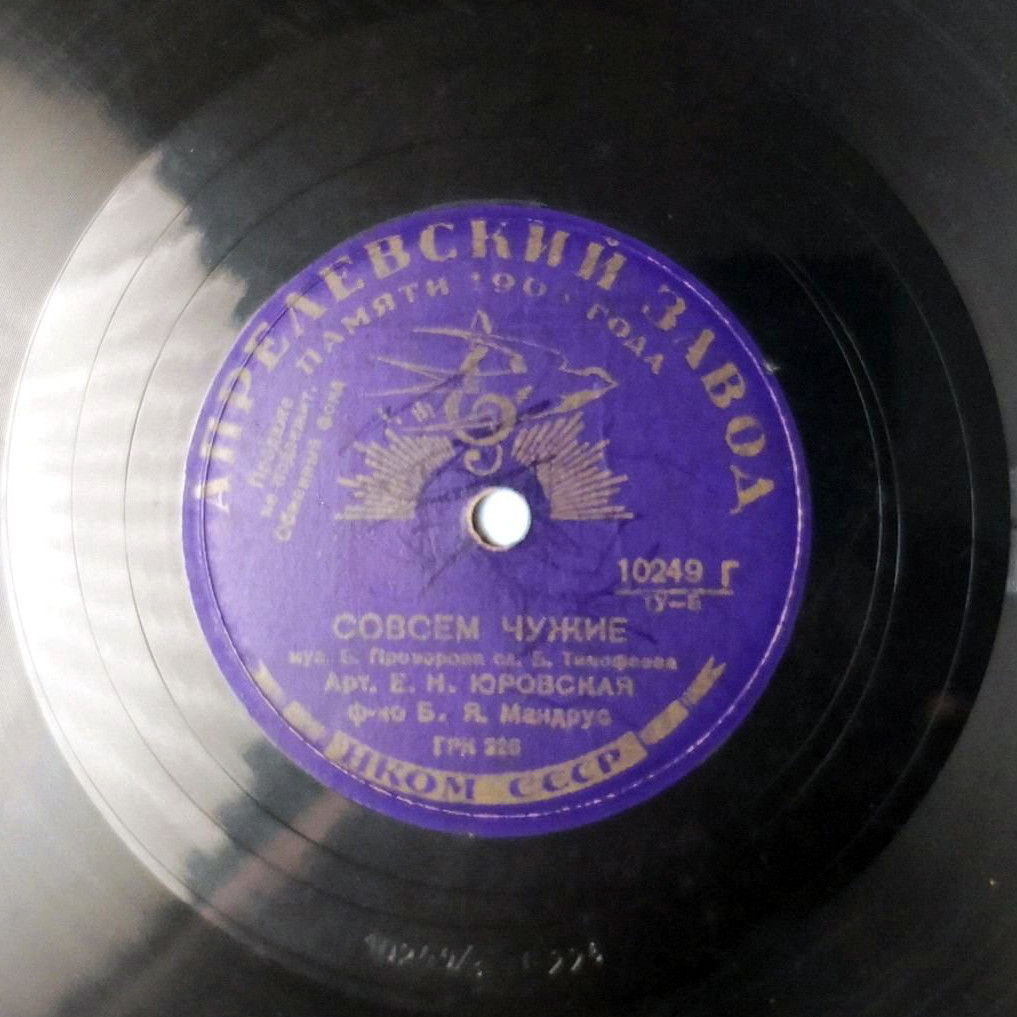 АПРЕЛЕВСКИЙ ЗАВОД
ПАМЯТИ 190 ГОДА
Продаже
не подлежит.
Обменный фонд
10249 Г
СОВСЕМ ЧУЖИЕ
муз. Б. Прозорова сл. Б. Тимофеева
Арт. Е. Н. ЮРОВСКАЯ
ф-но Б. Я. Мандрус
ГРК 326
НКОМ СССР